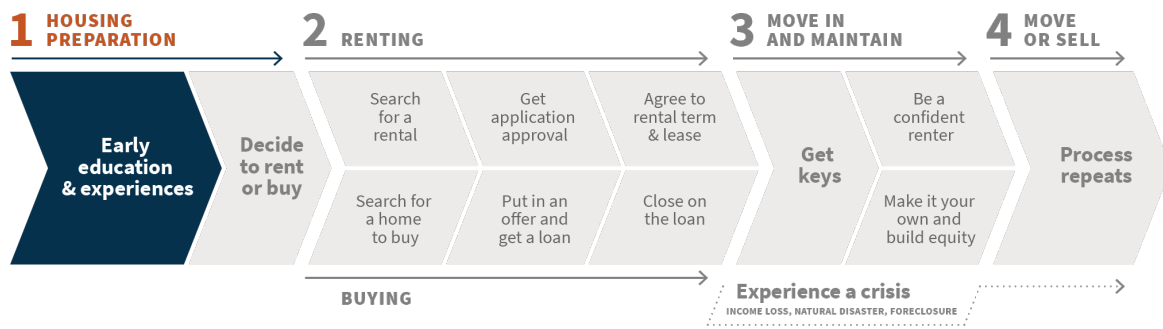 1 HOUSING
PREPARATION
2 RENTING
3 MOVE IN
AND MAINTAIN
4 MOVE
OR SELL
Early
education
& experiences
Decide
to rent
or buy
Search
for a
rental
Get
application
approval
Agree to
rental term
& lease
Search for
a home
to buy
Put in an
offer and
get a loan
Close on
the loan
Get
keys
Be a
confident
renter
Make it your
own and
build equity
Process
repeats
BUYING
Experience a crisis
INCOME LOSS, NATURAL DISASTER, FORECLOSURE